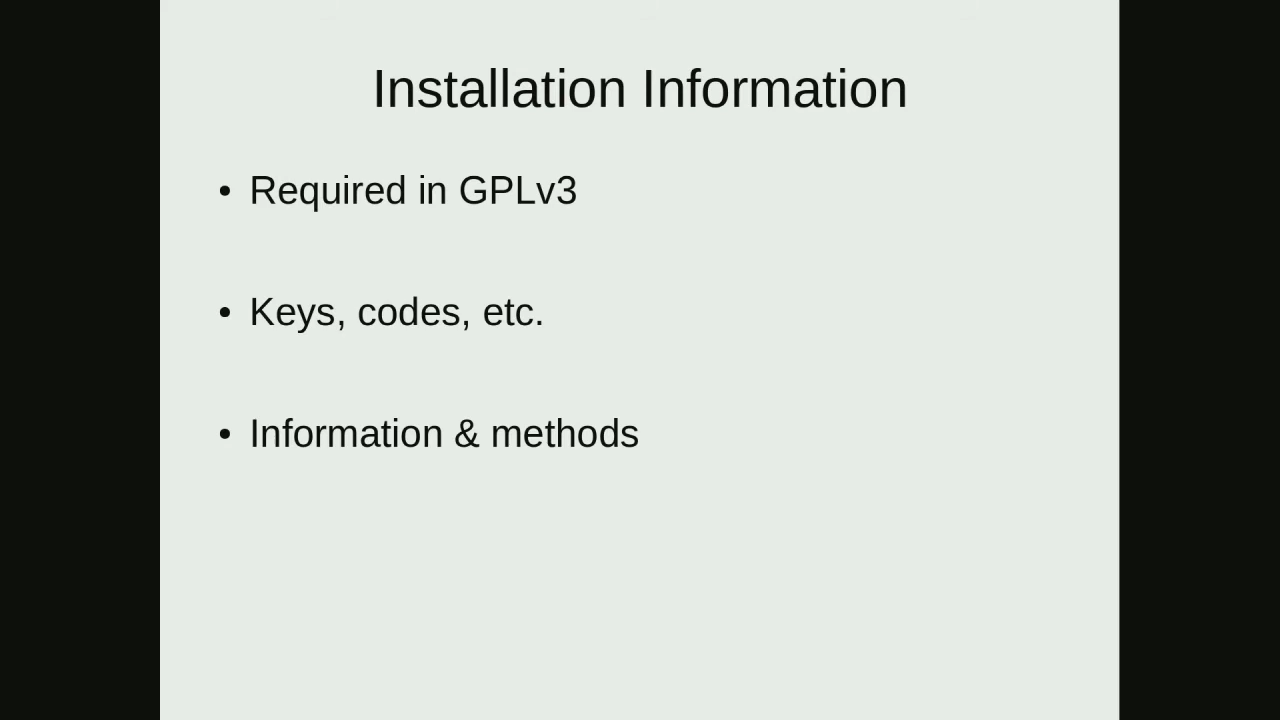 Installation Information
• Required in GPLv3
• Keys, codes, etc.
• Information & methods